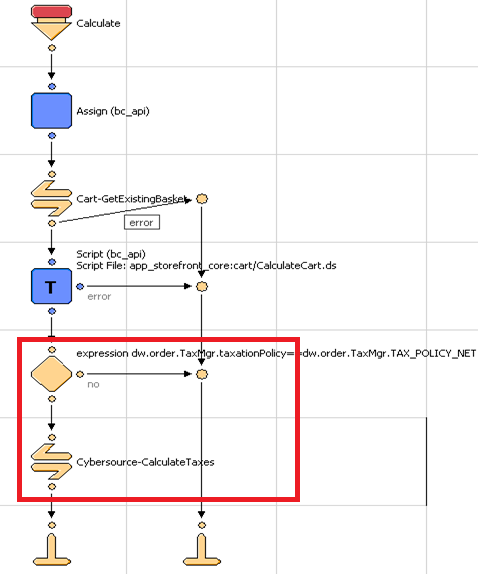 Calculate
Assign (bc_api)
Cart-GetExistingBasket
error
Script (bc_api)
Script File: app_storefront_core:cart/CalculateCart.ds
T
error
expression dw.order.TaxMgr.taxationPolicy==dw.order.TaxMgr.TAX_POLICY_NET
no
Cybersource-CalculateTaxes